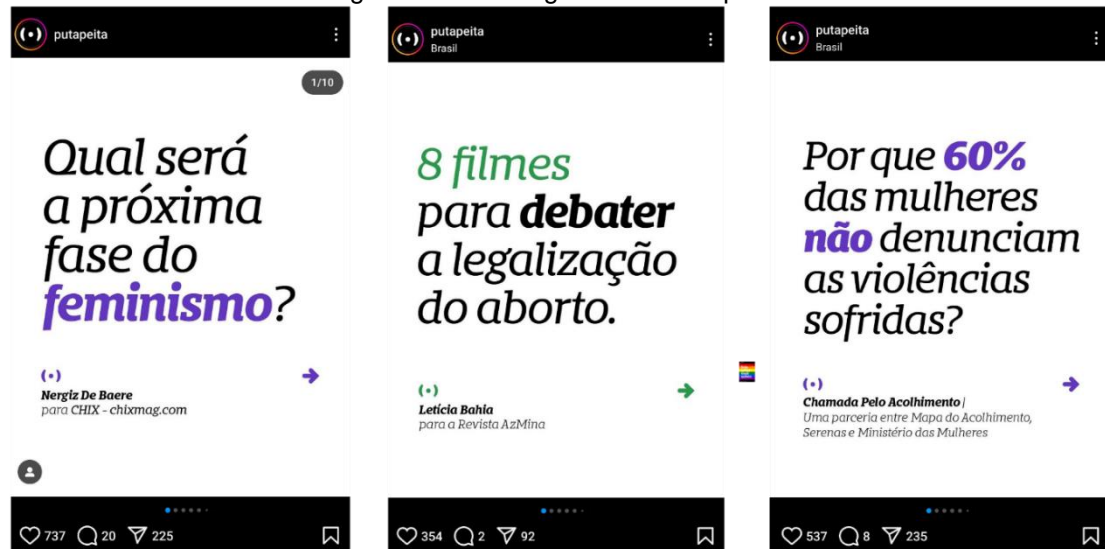 putapeita
1/10
Qual será
a próxima
fase do
feminismo?
(•)
Nergiz De Baere
para CHIX - chixmag.com
737 20 225
putapeita
Brasil
8 filmes
para debater
a legalização
do aborto.
(•)
Letícia Bahia
para a Revista AzMina
354 2 92
putapeita
Brasil
Por que 60%
das mulheres
não denunciam
as violências
sofridas?
(•)
Chamada Pelo Acolhimento |
Uma parceria entre Mapa do Acolhimento,
Serenas e Ministério das Mulheres
537 8 235